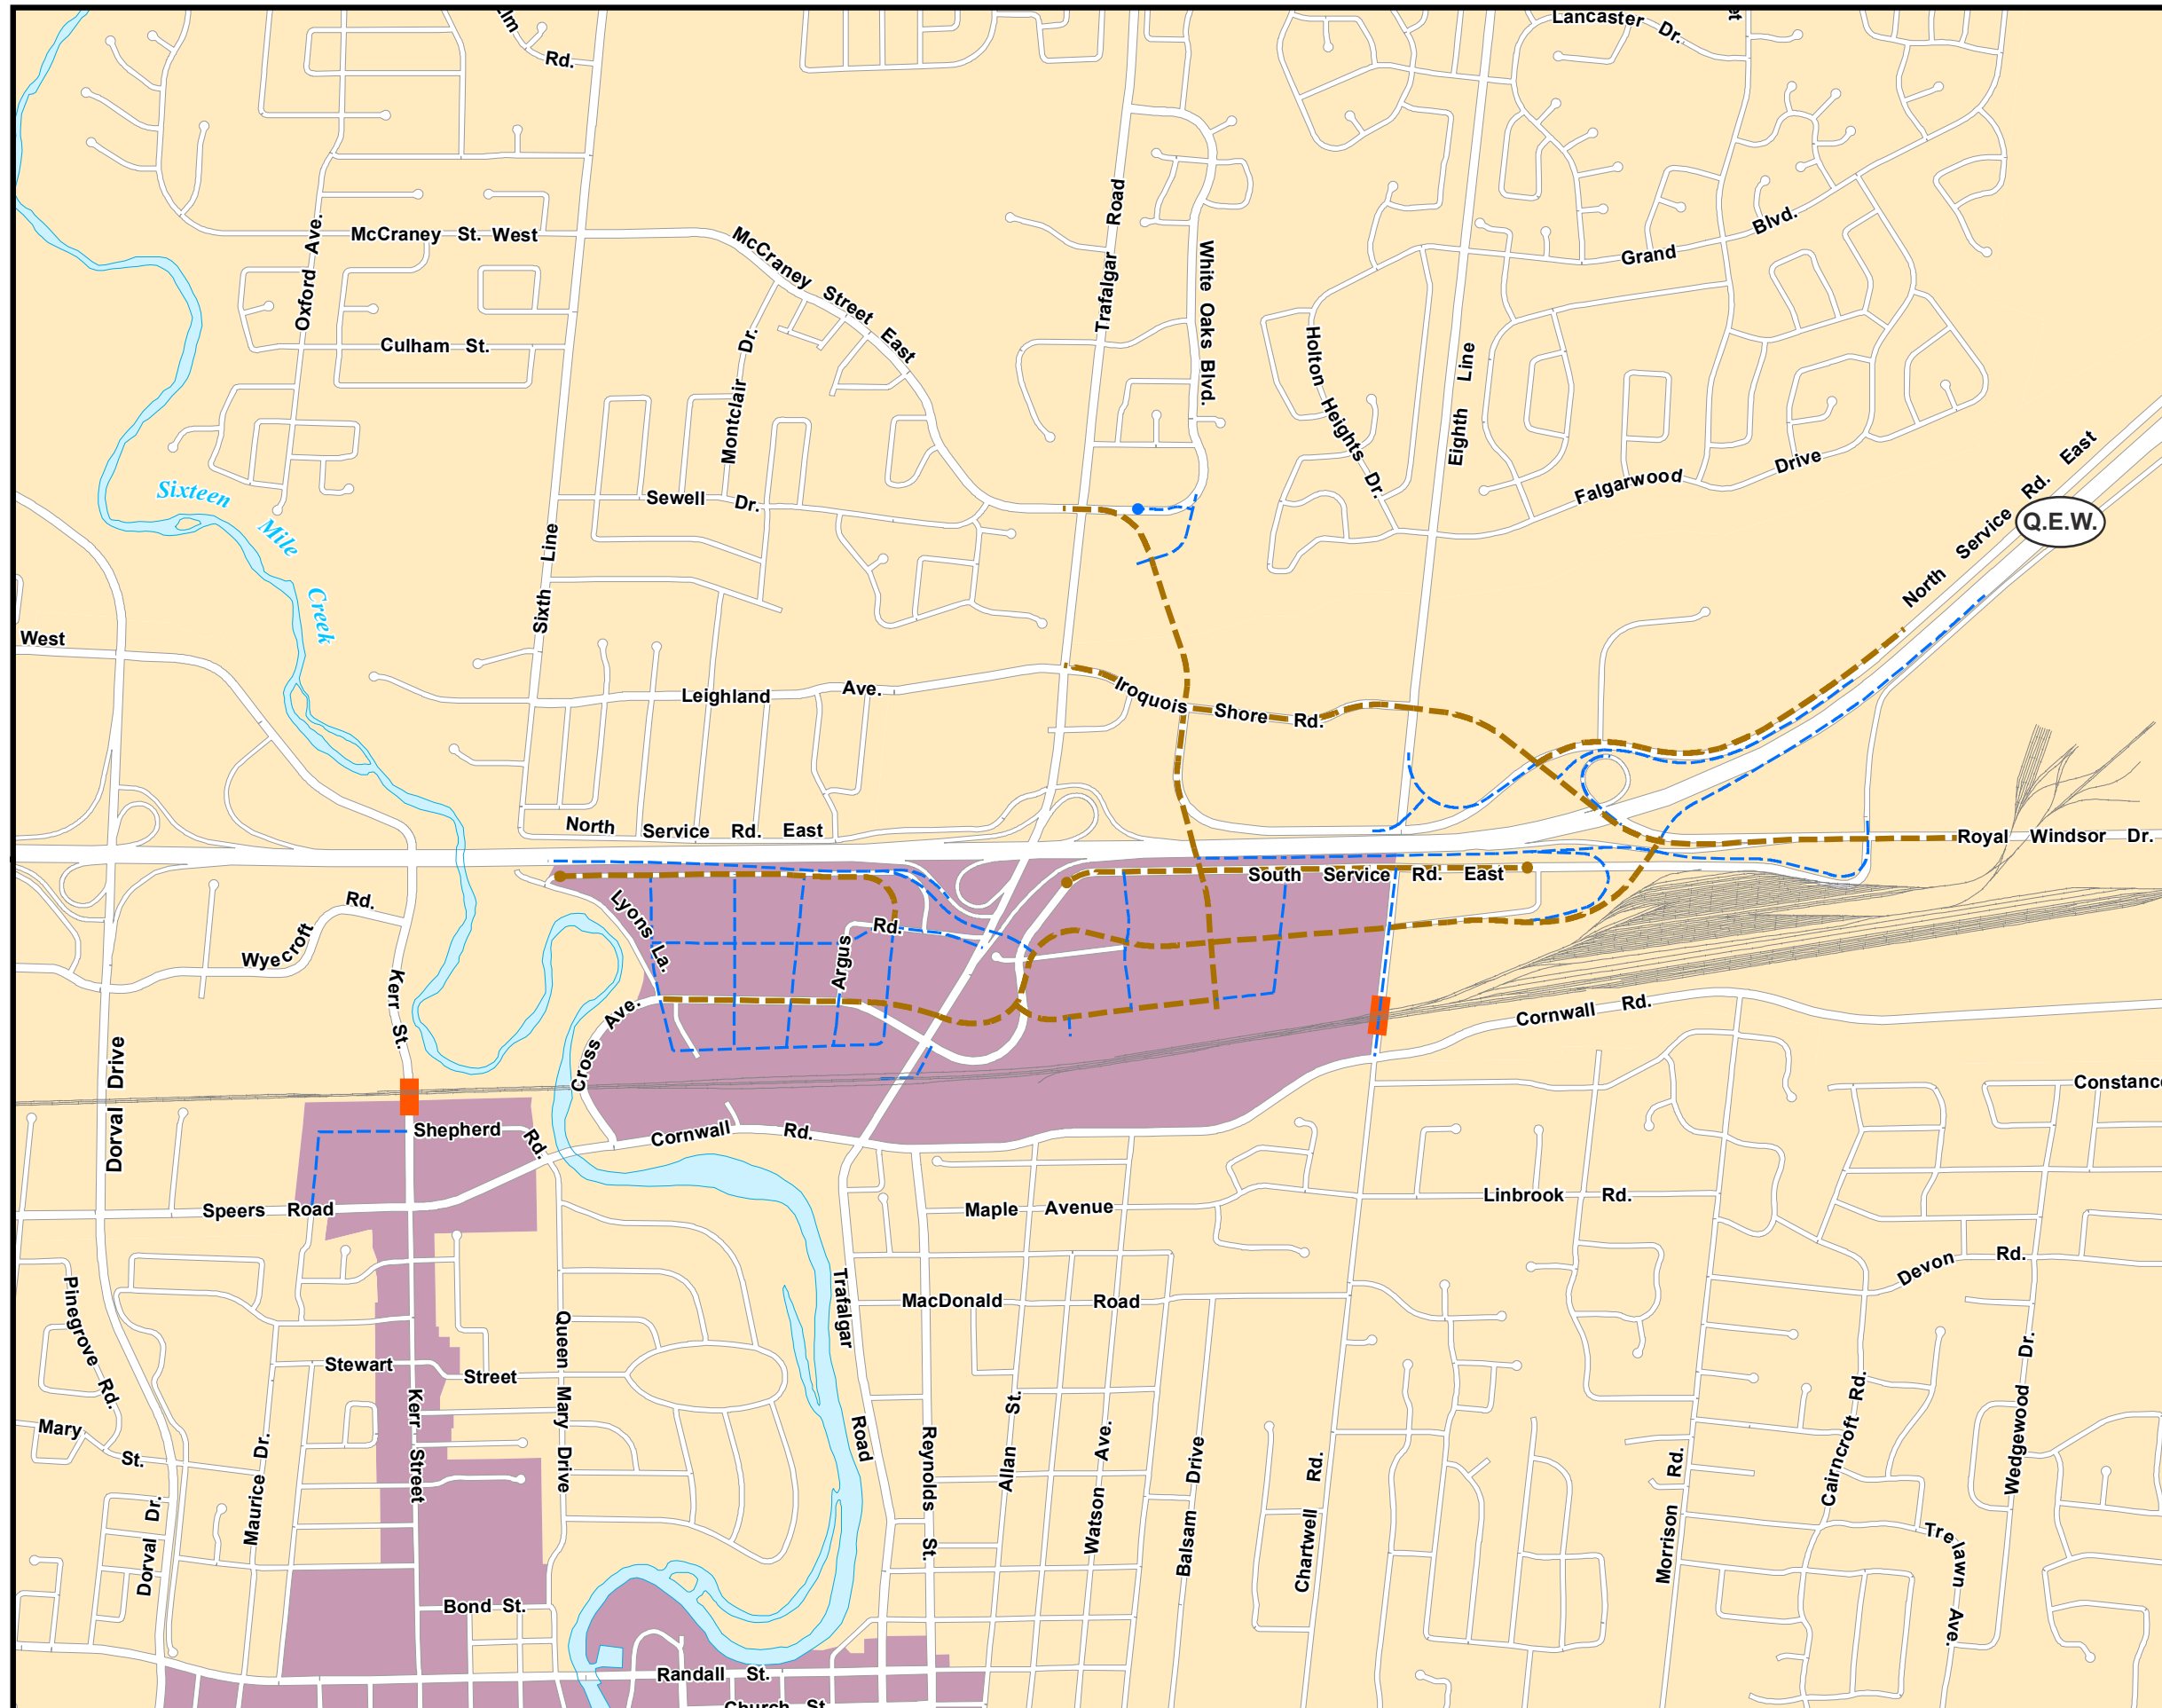 Lancaster Dr.
Rd.
McCraney St. West
Oxford Ave.
McCraney Street East
Trafalgar Road
White Oaks Blvd.
Grand Blvd.
Culham St.
Montclair Dr.
Holton Heights Dr.
Eighth Line
Sewell Dr.
Falgarwood Drive
Sixteen Mile Creek
Sixth Line
North Service Rd. East
Q.E.W.
West
Leighland Ave.
Iroquois Shore Rd.
North Service Rd. East
Royal Windsor Dr.
South Service Rd. East
Lyons La.
Argus Rd.
Wyecroft Rd.
Kerr St.
Cross Ave.
Cornwall Rd.
Dorval Drive
Shepherd Rd.
Cornwall Rd.
Constance
Speers Road
Maple Avenue
Linbrook Rd.
Devon Rd.
Pinegrove Rd.
MacDonald Road
Trafalgar Road
Stewart Street
Queen Mary Drive
Kerr Street
Mary St.
Maurice Dr.
Dorval Dr.
Reynolds St.
Allan St.
Watson Ave.
Balsam Drive
Chartwell Rd.
Morrison Rd.
Cairncroft Rd.
Wedgewood Dr.
Trelawn Ave.
Bond St.
Randall St.
Church St